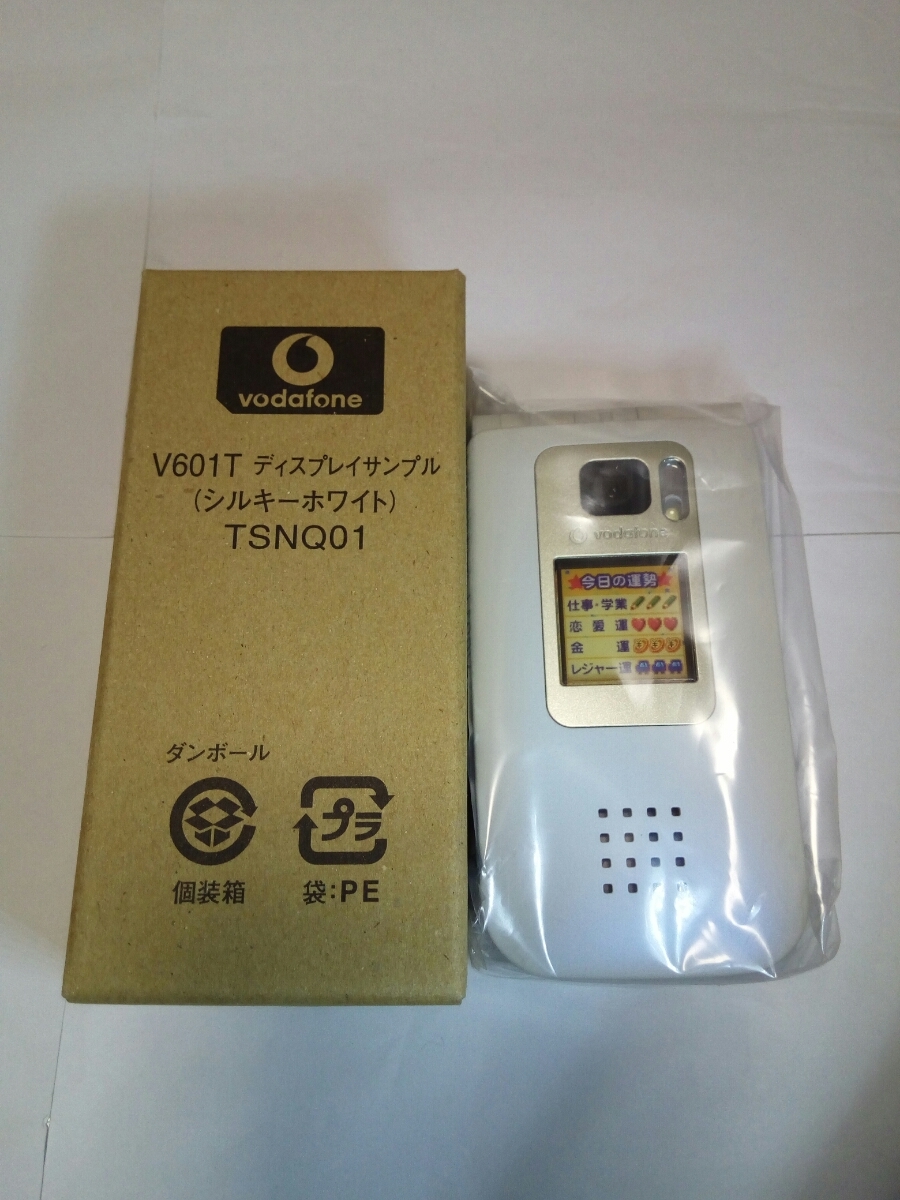 vodafone
V601T ディスプレイサンプル
(シルキーホワイト)
TSNQ01
ダンボール
プラ
個装箱
袋:PE
vodafone
今日の運勢
仕事・学業
恋愛運
金運
レジャー運